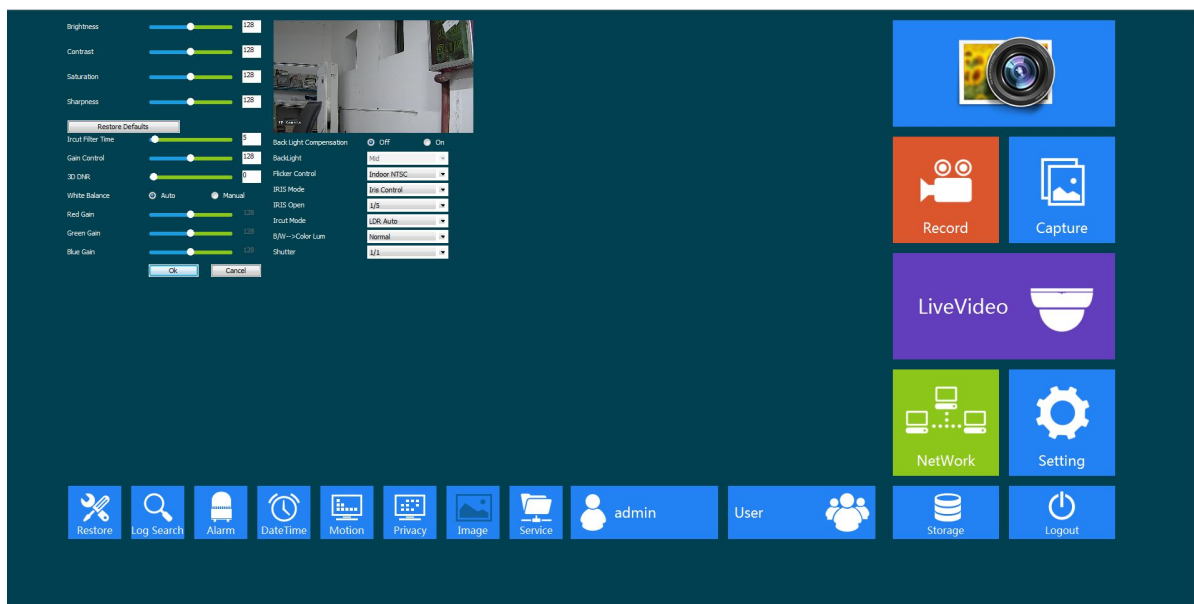 Brightness 128
Contrast 128
Saturation 128
Sharpness 128
Restore Defaults
Ircut Filter Time 5
Gain Control 128
3D DNR 0
White Balance Auto Manual
Red Gain 128
Green Gain 128
Blue Gain 128
Ok Cancel
IP Camera
Back Light Compensation Off On
BackLight Mid
Flicker Control Indoor NTSC
IRIS Mode Iris Control
IRIS Open 1/5
Ircut Mode LDR Auto
B/W-->Color Lum Normal
Shutter 1/1
Record
Capture
LiveVideo
NetWork
Setting
Restore
Log Search
Alarm
DateTime
Motion
Privacy
Image
Service
admin
User
Storage
Logout